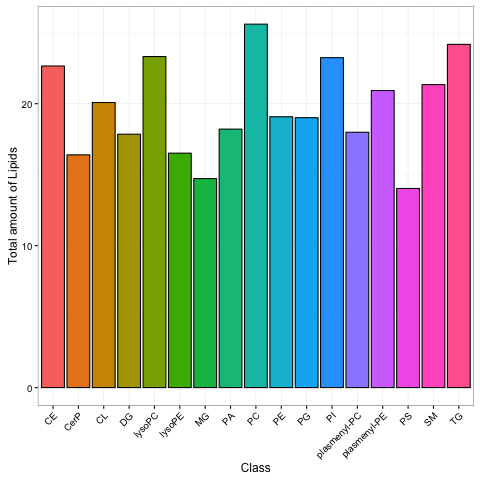 Total amount of Lipids
20
10
0
CE
CerP
CL
DG
lysoPC
lysoPE
MG
PA
PC
PE
PG
PI
plasmenyl-PC
plasmenyl-PE
PS
SM
TG
Class